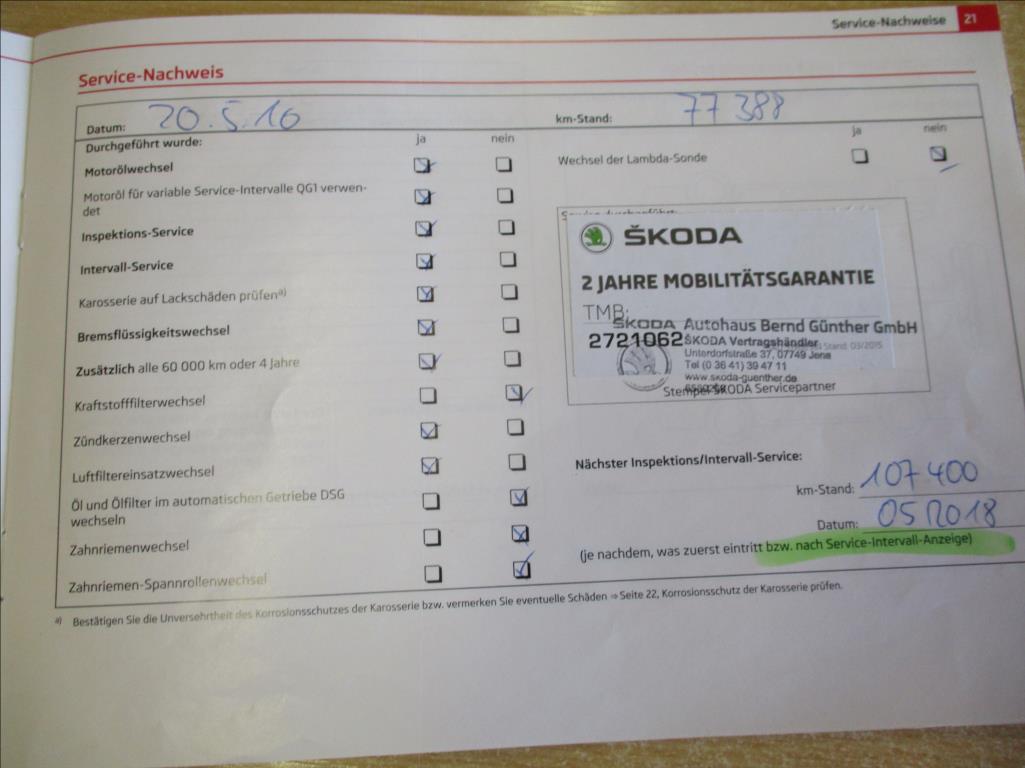 Service-Nachweise 21
Service-Nachweis
Datum: 20.5.16
km-Stand: 77 388
Durchgeführt wurde: ja nein
Motorölwechsel
Motoröl für variable Service-Intervalle QG1 verwen-
det
Inspektions-Service
Intervall-Service
Karosserie auf Lackschäden prüfen a)
Bremsflüssigkeitswechsel
Zusätzlich alle 60 000 km oder 4 Jahre
Kraftstofffilterwechsel
Zündkerzenwechsel
Luftfiltereinsatzwechsel
Öl und Ölfilter im automatischen Getriebe DSG
wechseln
Zahnriemenwechsel
Zahnriemen-Spannrollenwechsel
ja nein
Wechsel der Lambda-Sonde
Service durchgeführt:
ŠKODA
2 JAHRE MOBILITÄTSGARANTIE
TMB:
ŠKODA Autohaus Bernd Günther GmbH
2721062 ŠKODA Vertragshändler Stand: 03/2015
Unterdorfstraße 37, 07749 Jena
Tel (0 36 41) 39 47 11
www.skoda-guenther.de
Stempel ŠKODA Servicepartner
Nächster Inspektions/Intervall-Service:
km-Stand: 107 400
Datum: 05/2018
(je nachdem, was zuerst eintritt bzw. nach Service-Intervall-Anzeige)
a) Bestätigen Sie die Unversehrtheit des Korrosionsschutzes der Karosserie bzw. vermerken Sie eventuelle Schäden ⇒ Seite 22, Korrosionsschutz der Karosserie prüfen.